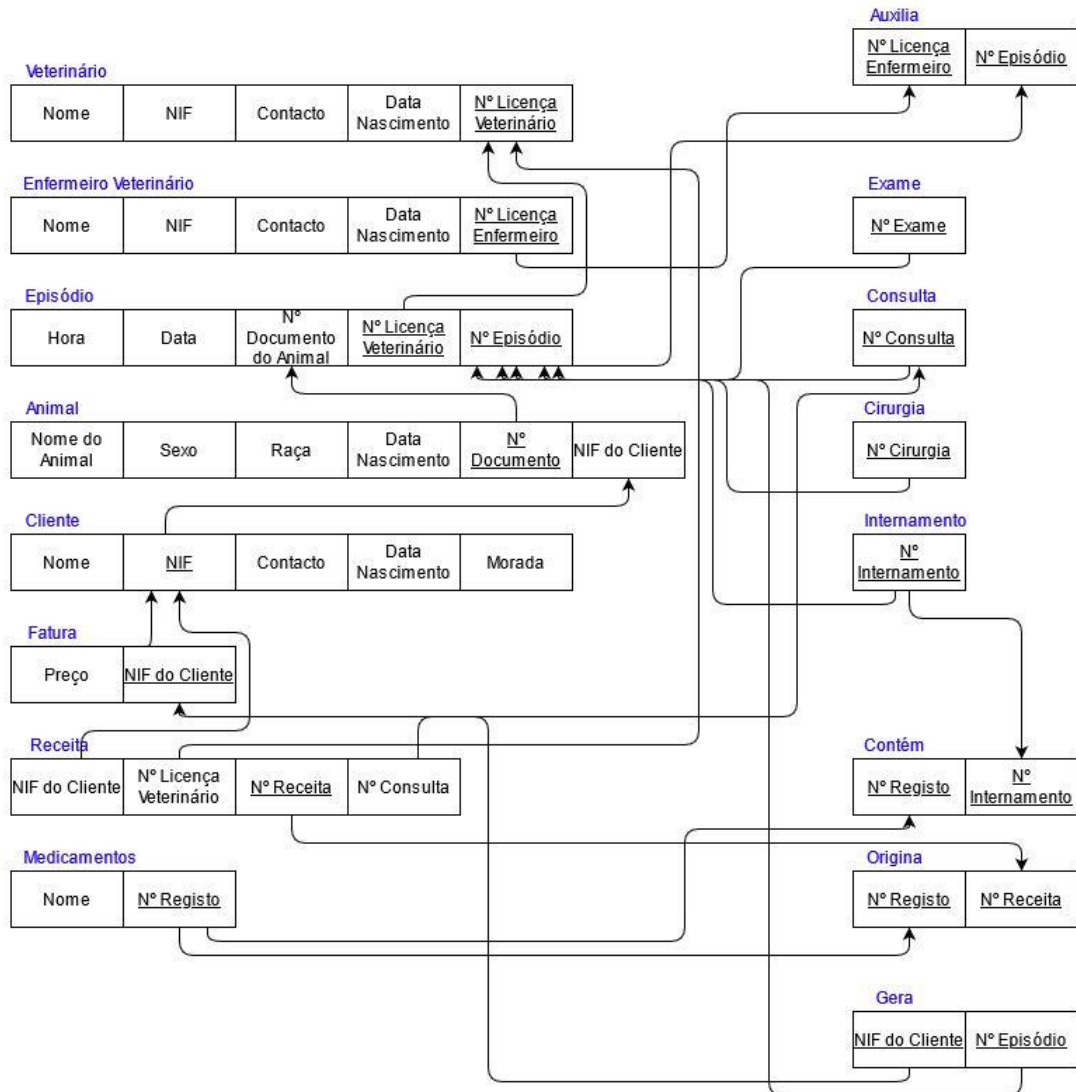 Auxilia
Nº Licença
Enfermeiro
Nº Episódio
Veterinário
Nome
NIF
Contacto
Data
Nascimento
Nº Licença
Veterinário
Enfermeiro Veterinário
Nome
NIF
Contacto
Data
Nascimento
Nº Licença
Enfermeiro
Exame
Nº Exame
Episódio
Hora
Data
Nº
Documento
do Animal
Nº Licença
Veterinário
Nº Episódio
Consulta
Nº Consulta
Animal
Nome do
Animal
Sexo
Raça
Data
Nascimento
Nº
Documento
NIF do Cliente
Cirurgia
Nº Cirurgia
Cliente
Nome
NIF
Contacto
Data
Nascimento
Morada
Internamento
Nº
Internamento
Fatura
Preço
NIF do Cliente
Receita
NIF do Cliente
Nº Licença
Veterinário
Nº Receita
Nº Consulta
Contém
Nº Registo
Nº
Internamento
Medicamentos
Nome
Nº Registo
Origina
Nº Registo
Nº Receita
Gera
NIF do Cliente
Nº Episódio